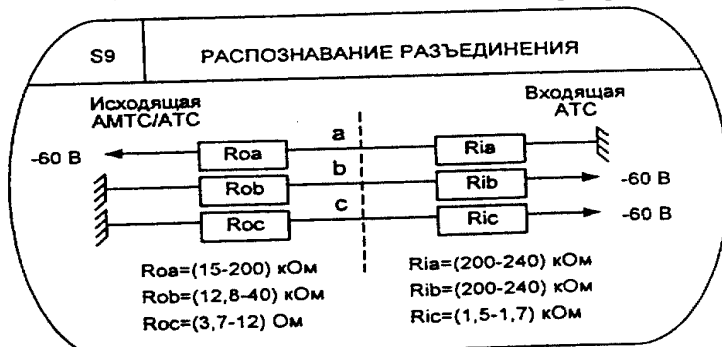 S9 РАСПОЗНАВАНИЕ РАЗЪЕДИНЕНИЯ
Исходящая АМТС/АТС
Входящая АТС
-60 В Roa a Ria
Rob b Rib -60 В
Roc c Ric -60 В
Roa=(15-200) кОм
Rob=(12,8-40) кОм
Roc=(3,7-12) Ом
Ria=(200-240) кОм
Rib=(200-240) кОм
Ric=(1,5-1,7) кОм